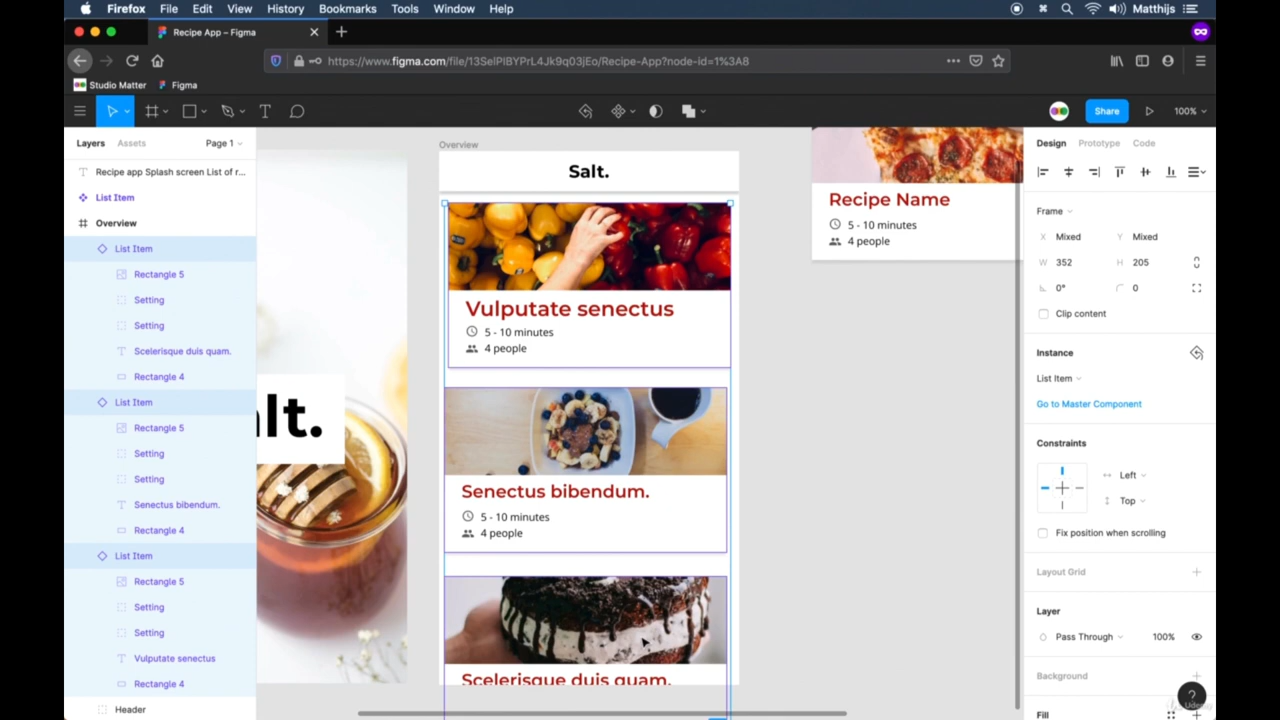 Firefox File Edit View History Bookmarks Tools Window Help Matthijs
Recipe App – Figma
https://www.figma.com/file/13SelPIBYPrL4Jk9q03jEo/Recipe-App?node-id=1%3A8
Studio Matter Figma
Share 100%
Layers Assets Page 1
Recipe app Splash screen List of r...
List Item
Overview
List Item
Rectangle 5
Setting
Setting
Scelerisque duis quam.
Rectangle 4
List Item
Rectangle 5
Setting
Setting
Senectus bibendum.
Rectangle 4
List Item
Rectangle 5
Setting
Setting
Vulputate senectus
Rectangle 4
Header
alt.
Overview
Salt.
Vulputate senectus
5 - 10 minutes
4 people
Senectus bibendum.
5 - 10 minutes
4 people
Scelerisque duis quam.
Recipe Name
5 - 10 minutes
4 people
Design Prototype Code
Frame
X Mixed Y Mixed
W 352 H 205
0° 0
Clip content
Instance
List Item
Go to Master Component
Constraints
Left
Top
Fix position when scrolling
Layout Grid
Layer
Pass Through 100%
Background
?
Udemy
Fill